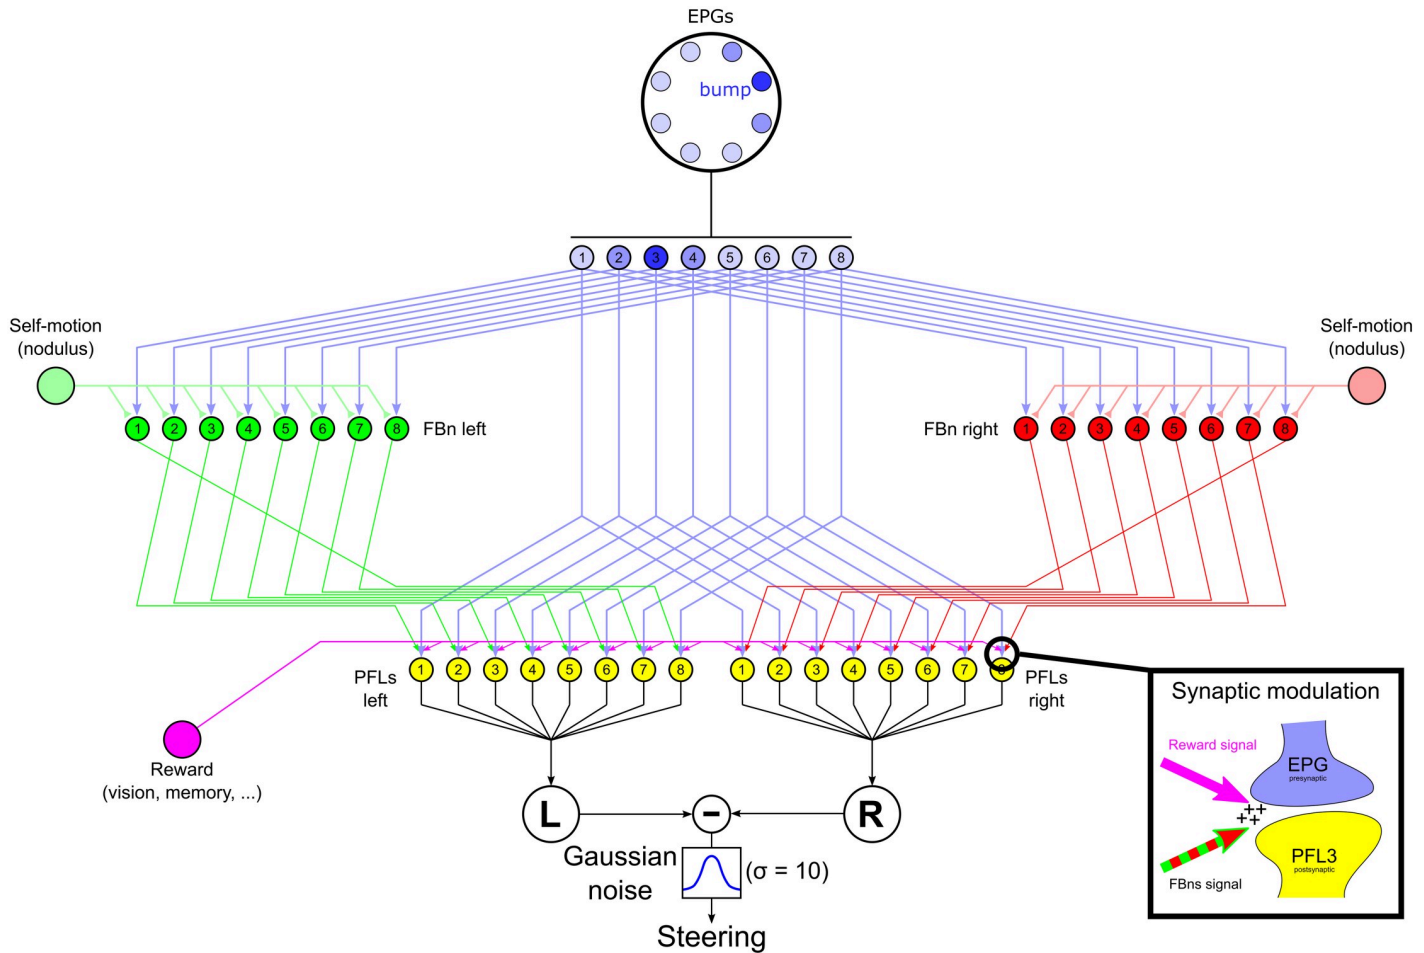 EPGs
bump
1 2 3 4 5 6 7 8
Self-motion
(nodulus)
Self-motion
(nodulus)
1 2 3 4 5 6 7 8 FBn left
FBn right 1 2 3 4 5 6 7 8
PFLs
left
1 2 3 4 5 6 7 8
1 2 3 4 5 6 7 8
PFLs
right
Reward
(vision, memory, ...)
L
–
R
Gaussian
noise
(σ = 10)
Steering
Synaptic modulation
Reward signal
EPG
presynaptic
++
++
PFL3
postsynaptic
FBns signal